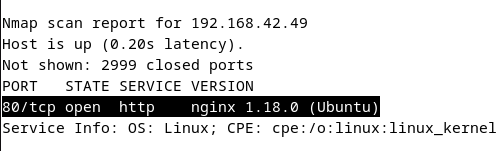 Nmap scan report for 192.168.42.49
Host is up (0.20s latency).
Not shown: 2999 closed ports
PORT   STATE SERVICE VERSION
80/tcp open  http    nginx 1.18.0 (Ubuntu)
Service Info: OS: Linux; CPE: cpe:/o:linux:linux_kernel